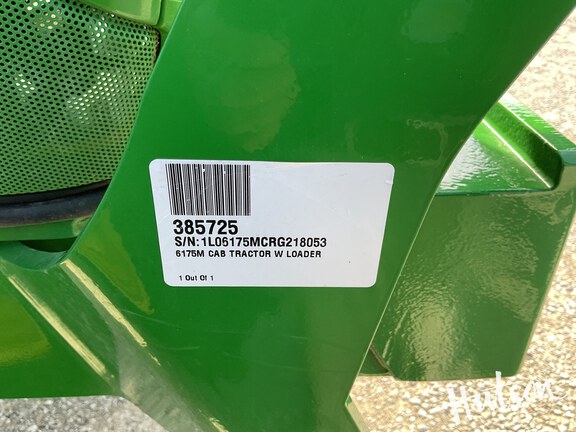 385725
S/N:1L06175MCRG218053
6175M CAB TRACTOR W LOADER
1 Out Of 1
Hutson